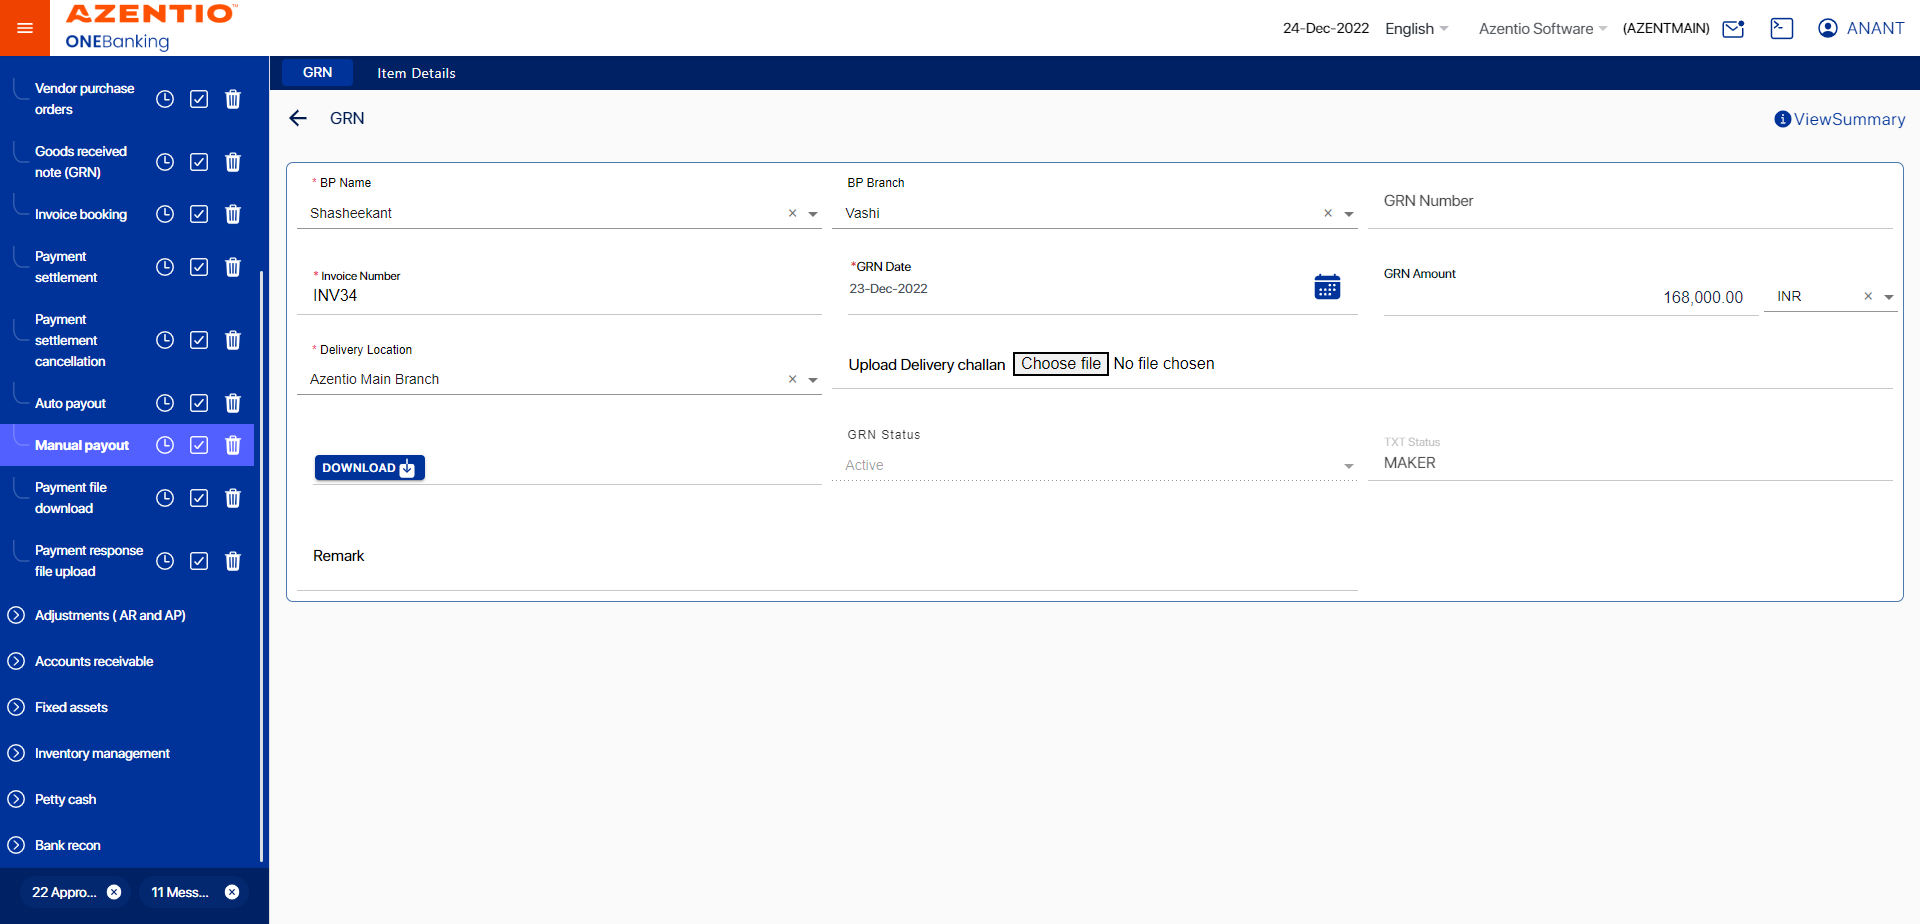 AZENTIO™
ONEBanking
24-Dec-2022 English Azentio Software (AZENTMAIN) ANANT
GRN Item Details
GRN ViewSummary
Vendor purchase
orders
Goods received
note (GRN)
Invoice booking
Payment
settlement
Payment
settlement
cancellation
Auto payout
Manual payout
Payment file
download
Payment response
file upload
Adjustments ( AR and AP)
Accounts receivable
Fixed assets
Inventory management
Petty cash
Bank recon
22 Appro...
11 Mess...
* BP Name
Shasheekant
BP Branch
Vashi
GRN Number
* Invoice Number
INV34
*GRN Date
23-Dec-2022
GRN Amount
168,000.00
INR
* Delivery Location
Azentio Main Branch
Upload Delivery challan Choose file No file chosen
DOWNLOAD
GRN Status
Active
TXT Status
MAKER
Remark